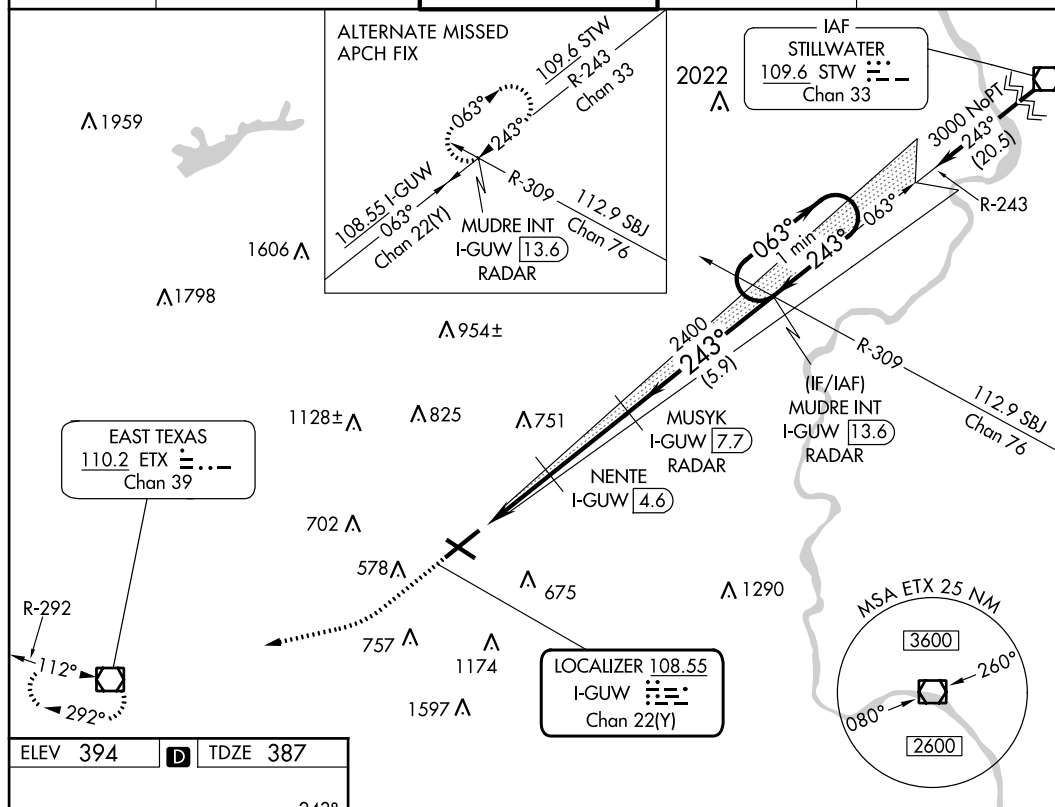 ALTERNATE MISSED
APCH FIX
109.6 STW
R-243
Chan 33
063°
243°
108.55 I-GUW
063°
Chan 22(Y)
R-309
112.9 SBJ
Chan 76
MUDRE INT
I-GUW 13.6
RADAR
2022
IAF
STILLWATER
109.6 STW
Chan 33
3000 NoPT
243°
(20.5)
R-243
1959
1606
1798
954±
063°
1 min
243°
063°
2400
243°
(5.9)
R-309
112.9 SBJ
Chan 76
(IF/IAF)
MUDRE INT
I-GUW 13.6
RADAR
1128±
825
751
MUSYK
I-GUW 7.7
RADAR
NENTE
I-GUW 4.6
EAST TEXAS
110.2 ETX
Chan 39
702
578
675
1290
757
1174
1597
R-292
112°
292°
LOCALIZER 108.55
I-GUW
Chan 22(Y)
MSA ETX 25 NM
3600
260°
080°
2600
ELEV 394
D
TDZE 387